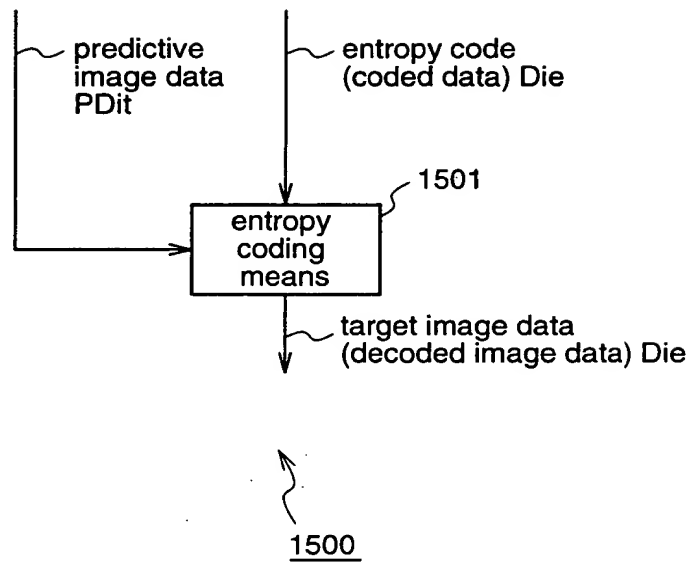 predictive
image data
PDit
entropy code
(coded data) Die
1501
entropy
coding
means
target image data
(decoded image data) Die
1500